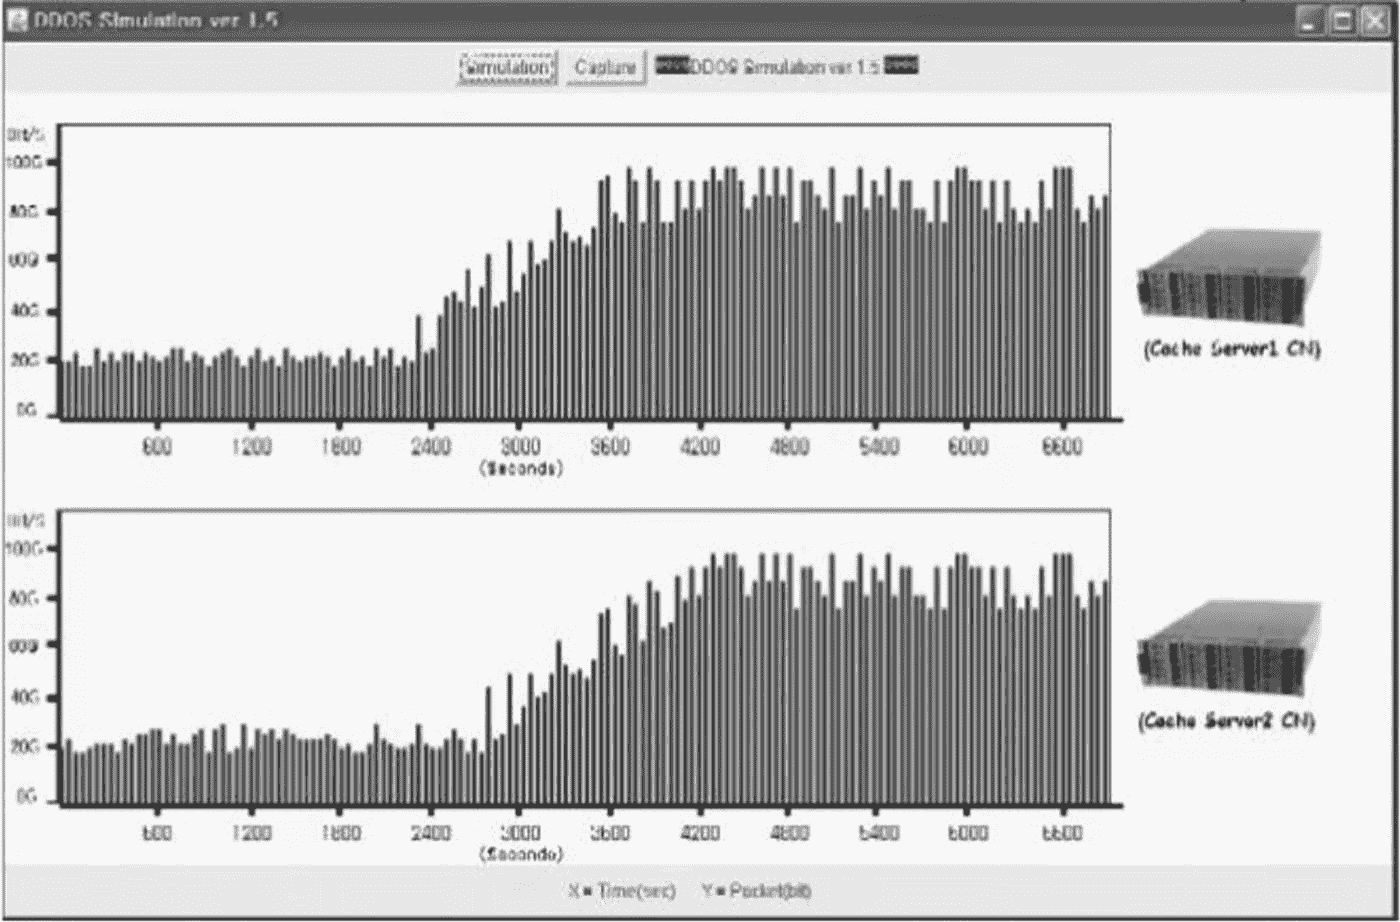 DDOS Simulation ver 1.5
Simulation Capture DDOS Simulation ver 1.5
Bit/S
100G
80G
60G
40G
20G
0G
600 1200 1800 2400 3000 3600 4200 4800 5400 6000 6600
(Seconds)
(Cache Server1 CN)
Bit/S
100G
80G
60G
40G
20G
0G
600 1200 1800 2400 3000 3600 4200 4800 5400 6000 6600
(Seconds)
(Cache Server2 CN)
X = Time(sec) Y = Packet(bit)